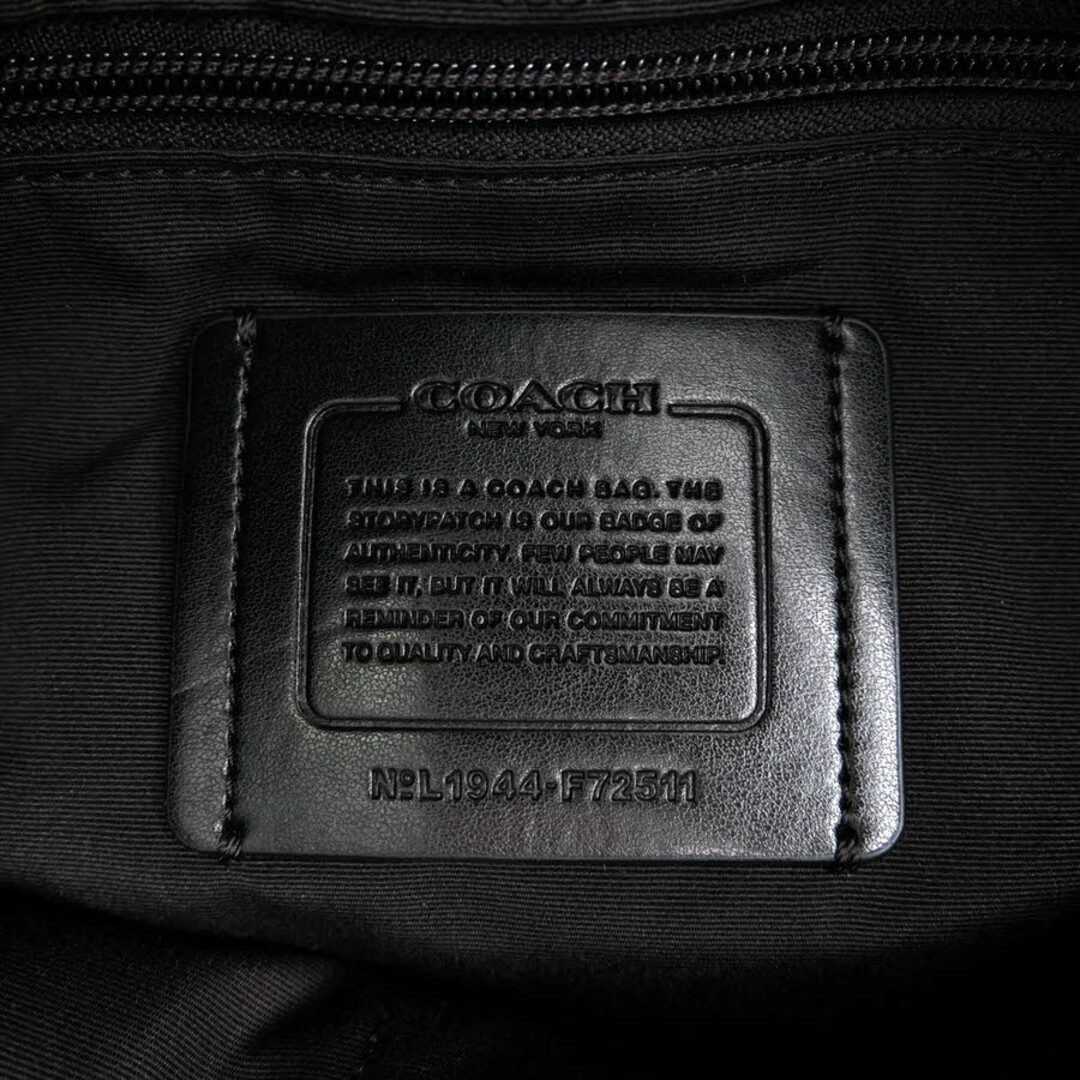 COACH
NEW YORK
THIS IS A COACH BAG. THE
STORYPATCH IS OUR BADGE OF
AUTHENTICITY. FEW PEOPLE MAY
SEE IT, BUT IT WILL ALWAYS BE A
REMINDER OF OUR COMMITMENT
TO QUALITY AND CRAFTSMANSHIP.
Nº L1944-F72511